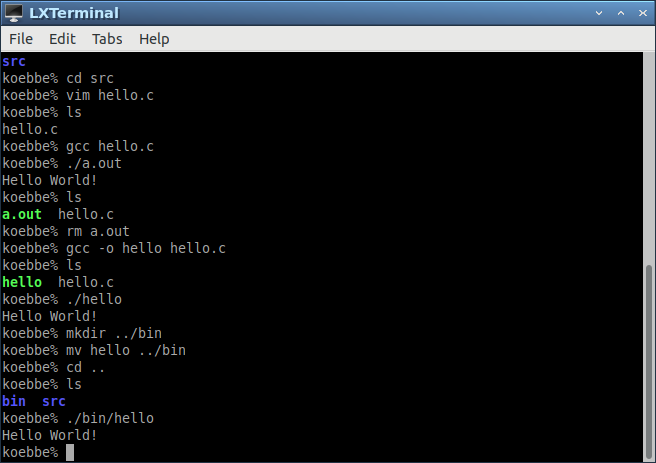 LXTerminal
File Edit Tabs Help
src
koebbe% cd src
koebbe% vim hello.c
koebbe% ls
hello.c
koebbe% gcc hello.c
koebbe% ./a.out
Hello World!
koebbe% ls
a.out  hello.c
koebbe% rm a.out
koebbe% gcc -o hello hello.c
koebbe% ls
hello  hello.c
koebbe% ./hello
Hello World!
koebbe% mkdir ../bin
koebbe% mv hello ../bin
koebbe% cd ..
koebbe% ls
bin  src
koebbe% ./bin/hello
Hello World!
koebbe%